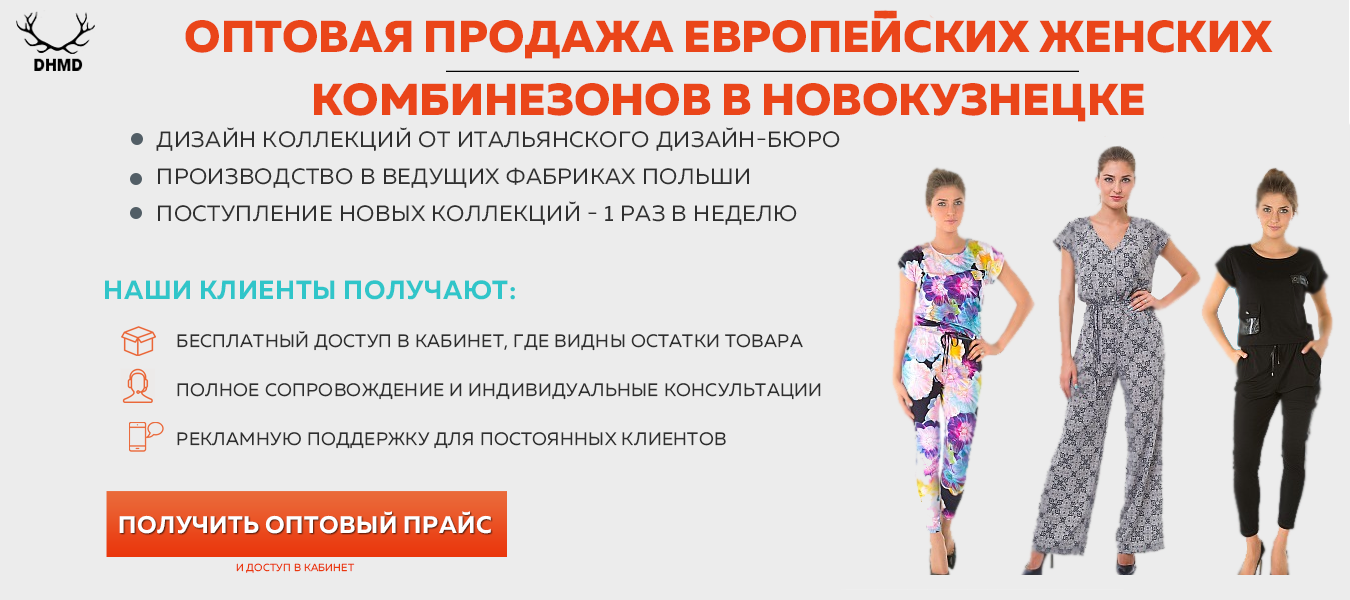 DHMD
ОПТОВАЯ ПРОДАЖА ЕВРОПЕЙСКИХ ЖЕНСКИХ
КОМБИНЕЗОНОВ В НОВОКУЗНЕЦКЕ
ДИЗАЙН КОЛЛЕКЦИЙ ОТ ИТАЛЬЯНСКОГО ДИЗАЙН-БЮРО
ПРОИЗВОДСТВО В ВЕДУЩИХ ФАБРИКАХ ПОЛЬШИ
ПОСТУПЛЕНИЕ НОВЫХ КОЛЛЕКЦИЙ - 1 РАЗ В НЕДЕЛЮ
НАШИ КЛИЕНТЫ ПОЛУЧАЮТ:
БЕСПЛАТНЫЙ ДОСТУП В КАБИНЕТ, ГДЕ ВИДНЫ ОСТАТКИ ТОВАРА
ПОЛНОЕ СОПРОВОЖДЕНИЕ И ИНДИВИДУАЛЬНЫЕ КОНСУЛЬТАЦИИ
РЕКЛАМНУЮ ПОДДЕРЖКУ ДЛЯ ПОСТОЯННЫХ КЛИЕНТОВ
ПОЛУЧИТЬ ОПТОВЫЙ ПРАЙС
И ДОСТУП В КАБИНЕТ